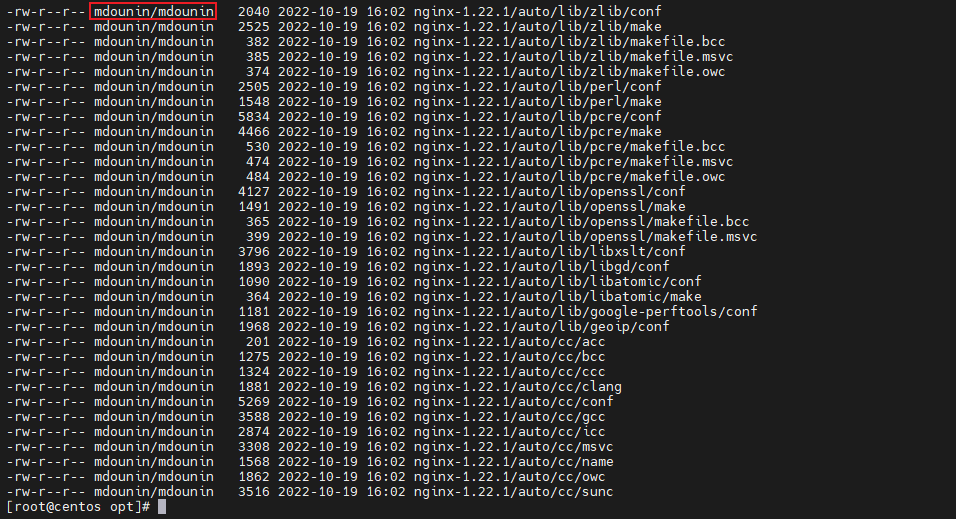 -rw-r--r-- mdounin/mdounin   2040 2022-10-19 16:02 nginx-1.22.1/auto/lib/zlib/conf
-rw-r--r-- mdounin/mdounin   2525 2022-10-19 16:02 nginx-1.22.1/auto/lib/zlib/make
-rw-r--r-- mdounin/mdounin    382 2022-10-19 16:02 nginx-1.22.1/auto/lib/zlib/makefile.bcc
-rw-r--r-- mdounin/mdounin    385 2022-10-19 16:02 nginx-1.22.1/auto/lib/zlib/makefile.msvc
-rw-r--r-- mdounin/mdounin    374 2022-10-19 16:02 nginx-1.22.1/auto/lib/zlib/makefile.owc
-rw-r--r-- mdounin/mdounin   2505 2022-10-19 16:02 nginx-1.22.1/auto/lib/perl/conf
-rw-r--r-- mdounin/mdounin   1548 2022-10-19 16:02 nginx-1.22.1/auto/lib/perl/make
-rw-r--r-- mdounin/mdounin   5834 2022-10-19 16:02 nginx-1.22.1/auto/lib/pcre/conf
-rw-r--r-- mdounin/mdounin   4466 2022-10-19 16:02 nginx-1.22.1/auto/lib/pcre/make
-rw-r--r-- mdounin/mdounin    530 2022-10-19 16:02 nginx-1.22.1/auto/lib/pcre/makefile.bcc
-rw-r--r-- mdounin/mdounin    474 2022-10-19 16:02 nginx-1.22.1/auto/lib/pcre/makefile.msvc
-rw-r--r-- mdounin/mdounin    484 2022-10-19 16:02 nginx-1.22.1/auto/lib/pcre/makefile.owc
-rw-r--r-- mdounin/mdounin   4127 2022-10-19 16:02 nginx-1.22.1/auto/lib/openssl/conf
-rw-r--r-- mdounin/mdounin   1491 2022-10-19 16:02 nginx-1.22.1/auto/lib/openssl/make
-rw-r--r-- mdounin/mdounin    365 2022-10-19 16:02 nginx-1.22.1/auto/lib/openssl/makefile.bcc
-rw-r--r-- mdounin/mdounin    399 2022-10-19 16:02 nginx-1.22.1/auto/lib/openssl/makefile.msvc
-rw-r--r-- mdounin/mdounin   3796 2022-10-19 16:02 nginx-1.22.1/auto/lib/libxslt/conf
-rw-r--r-- mdounin/mdounin   1893 2022-10-19 16:02 nginx-1.22.1/auto/lib/libgd/conf
-rw-r--r-- mdounin/mdounin   1090 2022-10-19 16:02 nginx-1.22.1/auto/lib/libatomic/conf
-rw-r--r-- mdounin/mdounin    364 2022-10-19 16:02 nginx-1.22.1/auto/lib/libatomic/make
-rw-r--r-- mdounin/mdounin   1181 2022-10-19 16:02 nginx-1.22.1/auto/lib/google-perftools/conf
-rw-r--r-- mdounin/mdounin   1968 2022-10-19 16:02 nginx-1.22.1/auto/lib/geoip/conf
-rw-r--r-- mdounin/mdounin    201 2022-10-19 16:02 nginx-1.22.1/auto/cc/acc
-rw-r--r-- mdounin/mdounin   1275 2022-10-19 16:02 nginx-1.22.1/auto/cc/bcc
-rw-r--r-- mdounin/mdounin   1324 2022-10-19 16:02 nginx-1.22.1/auto/cc/ccc
-rw-r--r-- mdounin/mdounin   1881 2022-10-19 16:02 nginx-1.22.1/auto/cc/clang
-rw-r--r-- mdounin/mdounin   5269 2022-10-19 16:02 nginx-1.22.1/auto/cc/conf
-rw-r--r-- mdounin/mdounin   3588 2022-10-19 16:02 nginx-1.22.1/auto/cc/gcc
-rw-r--r-- mdounin/mdounin   2874 2022-10-19 16:02 nginx-1.22.1/auto/cc/icc
-rw-r--r-- mdounin/mdounin   3308 2022-10-19 16:02 nginx-1.22.1/auto/cc/msvc
-rw-r--r-- mdounin/mdounin   1568 2022-10-19 16:02 nginx-1.22.1/auto/cc/name
-rw-r--r-- mdounin/mdounin   1862 2022-10-19 16:02 nginx-1.22.1/auto/cc/owc
-rw-r--r-- mdounin/mdounin   3516 2022-10-19 16:02 nginx-1.22.1/auto/cc/sunc
[root@centos opt]#